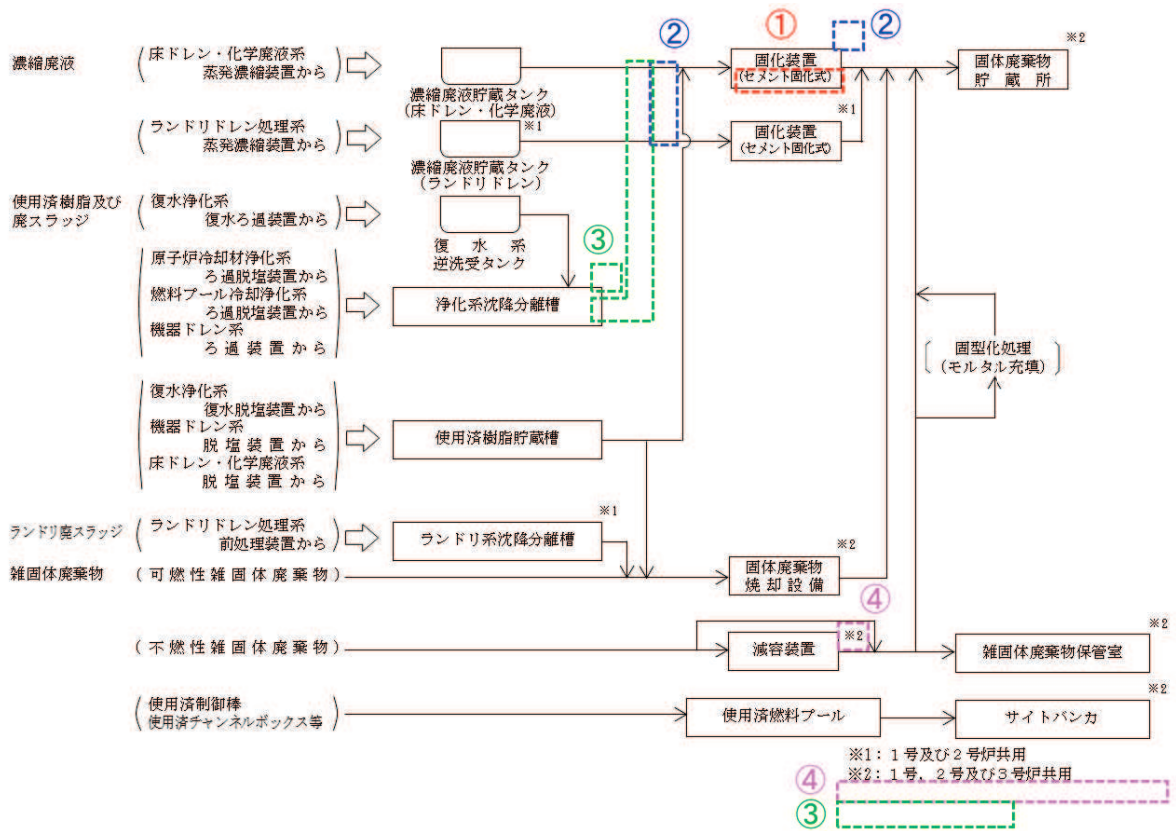 ② ① ②
※2
濃縮廃液
(床ドレン・化学廃液系
蒸発濃縮装置から)
濃縮廃液貯蔵タンク
(床ドレン・化学廃液)
固化装置
(セメント固化式)
固体廃棄物
貯蔵所
(ランドリドレン処理系
蒸発濃縮装置から)
※1
濃縮廃液貯蔵タンク
(ランドリドレン)
※1
固化装置
(セメント固化式)
使用済樹脂及び
廃スラッジ
(復水浄化系
復水ろ過装置から)
復水系
逆洗受タンク
③
原子炉冷却材浄化系
ろ過脱塩装置から
燃料プール冷却浄化系
ろ過脱塩装置から
機器ドレン系
ろ過装置から
浄化系沈降分離槽
固型化処理
(モルタル充填)
復水浄化系
復水脱塩装置から
機器ドレン系
脱塩装置から
床ドレン・化学廃液系
脱塩装置から
使用済樹脂貯蔵槽
ランドリ廃スラッジ
(ランドリドレン処理系
前処理装置から)
※1
ランドリ系沈降分離槽
雑固体廃棄物
(可燃性雑固体廃棄物)
※2
固体廃棄物
焼却設備
④
(不燃性雑固体廃棄物)
減容装置
※2
※2
雑固体廃棄物保管室
(使用済制御棒
使用済チャンネルボックス等)
使用済燃料プール
※2
サイトバンカ
※1:1号及び2号炉共用
※2:1号,2号及び3号炉共用
④
③